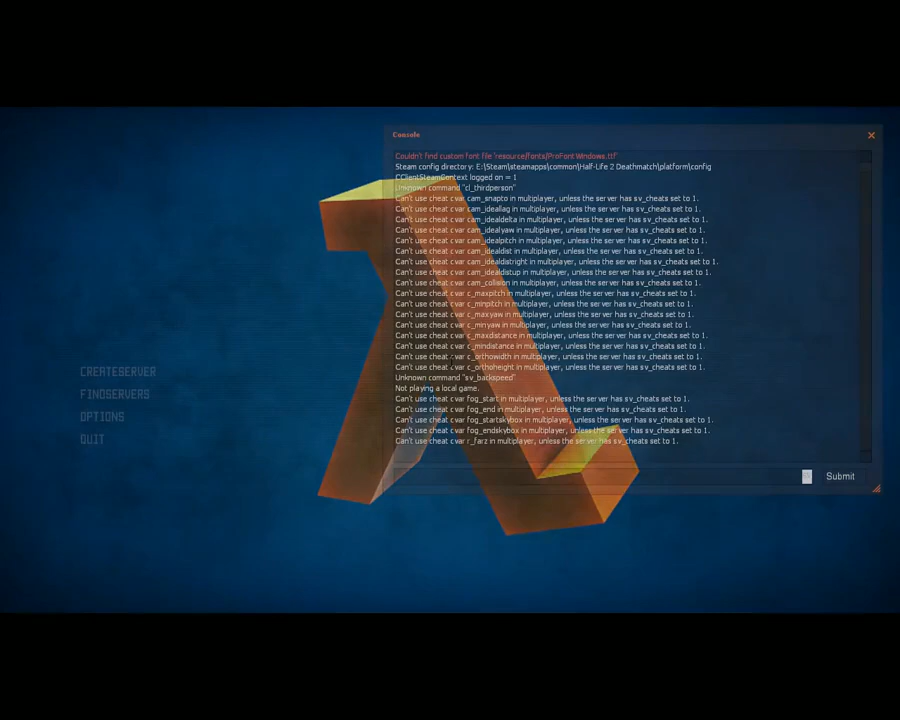 Console
Couldn't find custom font file 'resource/fonts/ProFontWindows.ttf'
Steam config directory: E:\Steam\steamapps\common\Half-Life 2 Deathmatch\platform\config
CClientSteamContext logged on = 1
Unknown command "cl_thirdperson"
Can't use cheat cvar cam_snapto in multiplayer, unless the server has sv_cheats set to 1.
Can't use cheat cvar cam_ideallag in multiplayer, unless the server has sv_cheats set to 1.
Can't use cheat cvar cam_idealdelta in multiplayer, unless the server has sv_cheats set to 1.
Can't use cheat cvar cam_idealyaw in multiplayer, unless the server has sv_cheats set to 1.
Can't use cheat cvar cam_idealpitch in multiplayer, unless the server has sv_cheats set to 1.
Can't use cheat cvar cam_idealdist in multiplayer, unless the server has sv_cheats set to 1.
Can't use cheat cvar cam_idealdistright in multiplayer, unless the server has sv_cheats set to 1.
Can't use cheat cvar cam_idealdistup in multiplayer, unless the server has sv_cheats set to 1.
Can't use cheat cvar cam_collision in multiplayer, unless the server has sv_cheats set to 1.
Can't use cheat cvar c_maxpitch in multiplayer, unless the server has sv_cheats set to 1.
Can't use cheat cvar c_minpitch in multiplayer, unless the server has sv_cheats set to 1.
Can't use cheat cvar c_maxyaw in multiplayer, unless the server has sv_cheats set to 1.
Can't use cheat cvar c_minyaw in multiplayer, unless the server has sv_cheats set to 1.
Can't use cheat cvar c_maxdistance in multiplayer, unless the server has sv_cheats set to 1.
Can't use cheat cvar c_mindistance in multiplayer, unless the server has sv_cheats set to 1.
Can't use cheat cvar c_orthowidth in multiplayer, unless the server has sv_cheats set to 1.
Can't use cheat cvar c_orthoheight in multiplayer, unless the server has sv_cheats set to 1.
Unknown command "sv_backspeed"
Not playing a local game.
Can't use cheat cvar fog_start in multiplayer, unless the server has sv_cheats set to 1.
Can't use cheat cvar fog_end in multiplayer, unless the server has sv_cheats set to 1.
Can't use cheat cvar fog_startskybox in multiplayer, unless the server has sv_cheats set to 1.
Can't use cheat cvar fog_endskybox in multiplayer, unless the server has sv_cheats set to 1.
Can't use cheat cvar r_farz in multiplayer, unless the server has sv_cheats set to 1.
Submit
CREATESERVER
FINDSERVERS
OPTIONS
QUIT